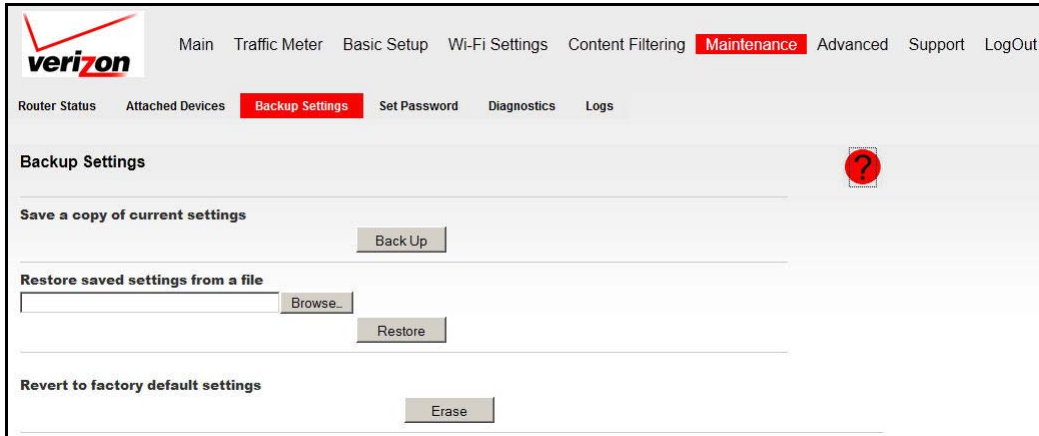 verizon
Main Traffic Meter Basic Setup Wi-Fi Settings Content Filtering Maintenance Advanced Support LogOut
Router Status Attached Devices Backup Settings Set Password Diagnostics Logs
Backup Settings
?
Save a copy of current settings
Back Up
Restore saved settings from a file
Browse...
Restore
Revert to factory default settings
Erase